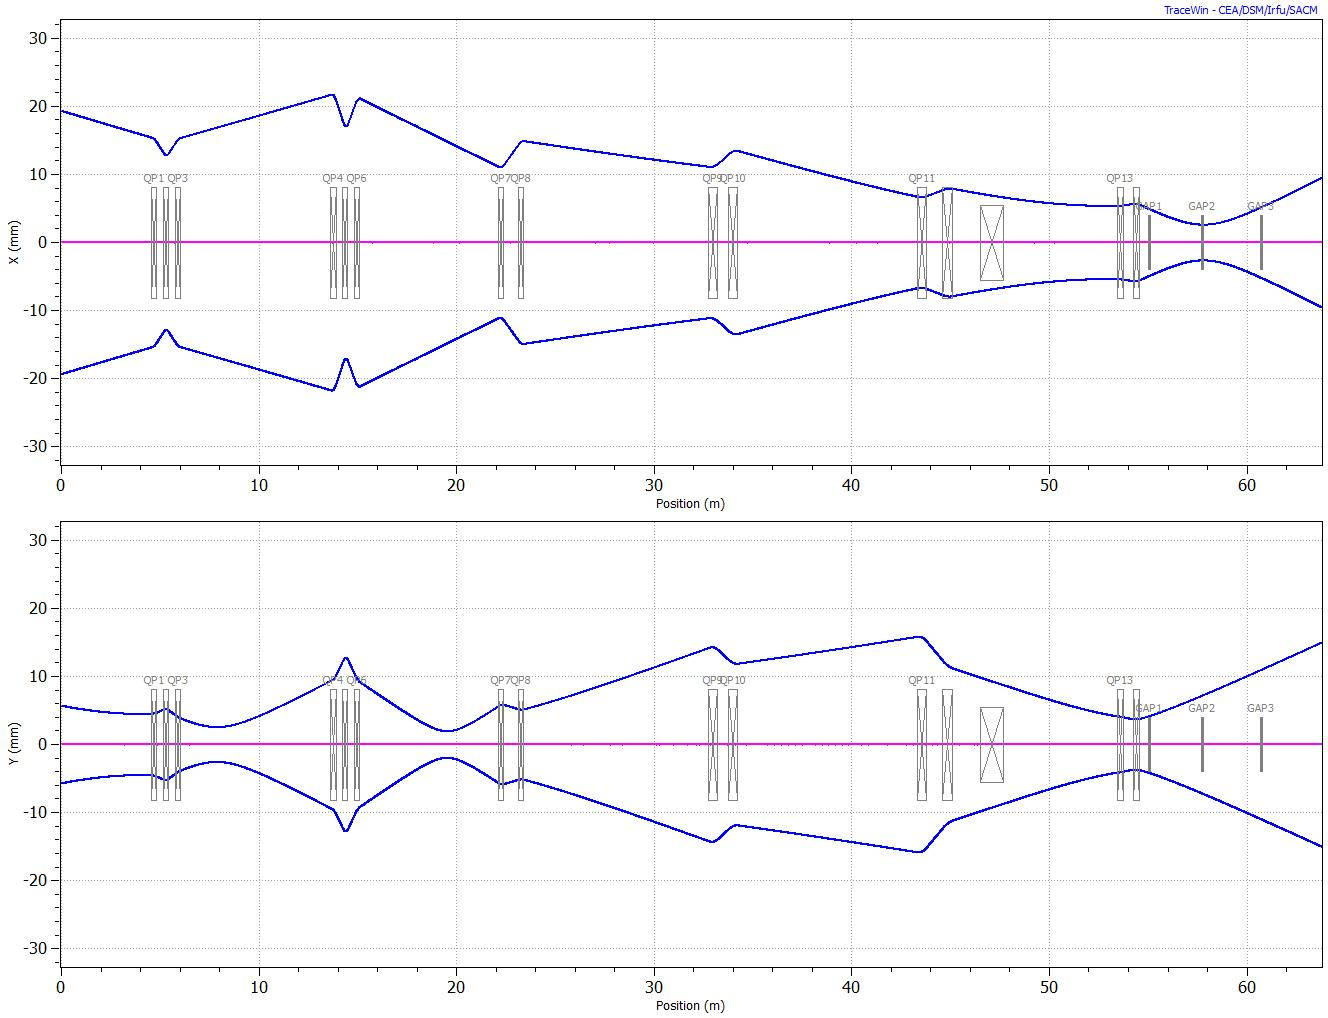 TraceWin - CEA/DSM/Irfu/SACM
30
20
10
0
-10
-20
-30
X (mm)
QP1 QP3 QP4 QP6 QP7 QP8 QP9 QP10 QP11 QP13 GAP1 GAP2 GAP3
0 10 20 30 40 50 60
Position (m)
30
20
10
0
-10
-20
-30
Y (mm)
QP1 QP3 QP4 QP6 QP7 QP8 QP9 QP10 QP11 QP13 GAP1 GAP2 GAP3
0 10 20 30 40 50 60
Position (m)